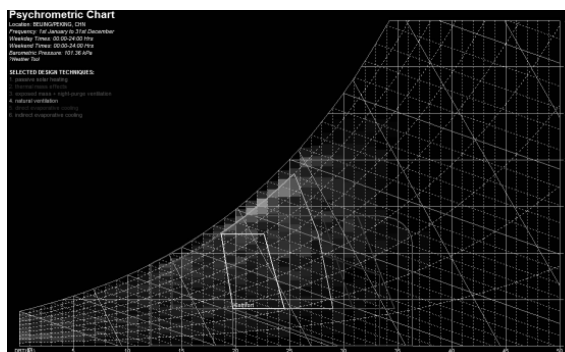 Psychrometric Chart
Location: BEIJING/PEKING, CHN
Frequency: 1st January to 31st December
Weekday Times: 00:00-24:00 Hrs
Weekend Times: 00:00-24:00 Hrs
Barometric Pressure: 101.36 kPa
?Weather Tool
SELECTED DESIGN TECHNIQUES:
1. passive solar heating
2. thermal mass effects
3. exposed mass + night-purge ventilation
4. natural ventilation
5. direct evaporative cooling
6. indirect evaporative cooling
Comfort
5 10 15 20 25 30 35 40 45 50